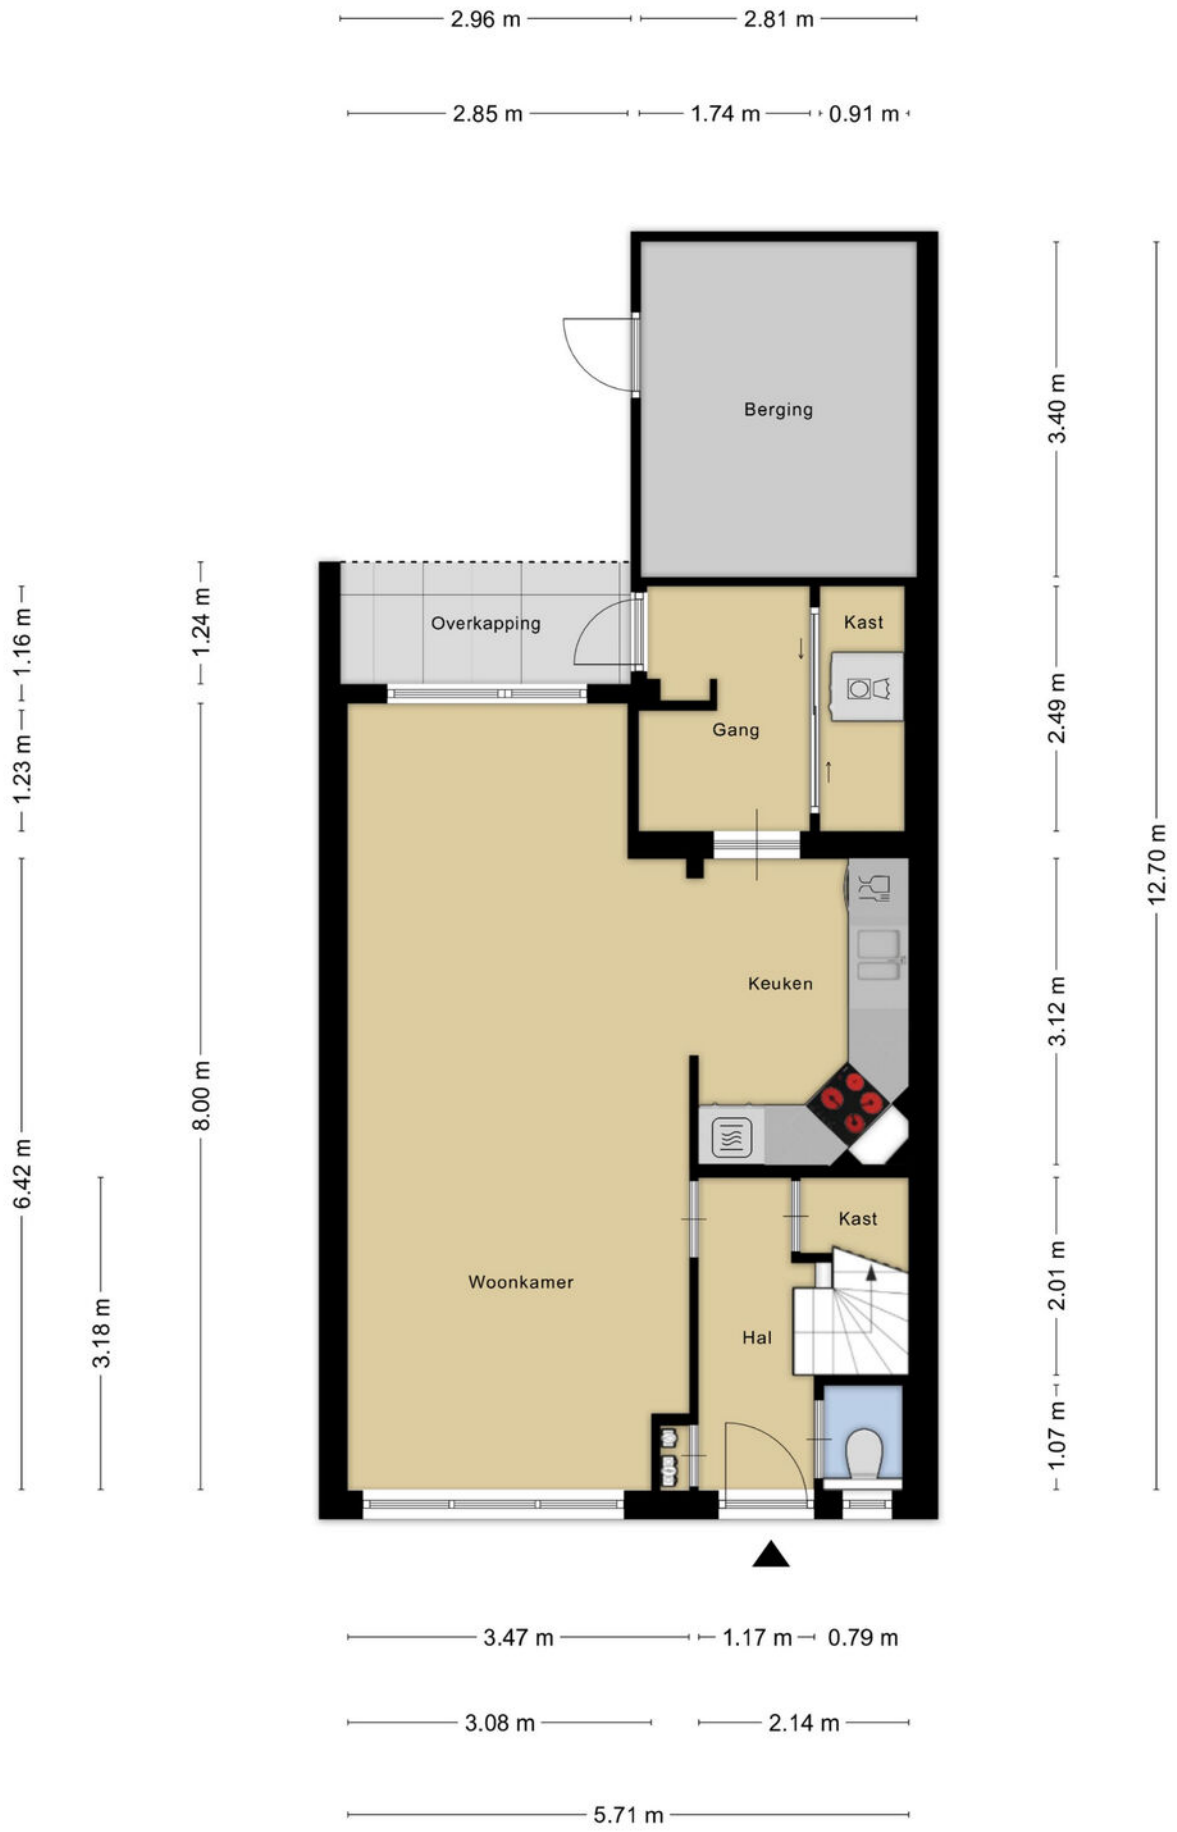 2.96 m
2.81 m
2.85 m
1.74 m
0.91 m
Berging
3.40 m
Overkapping
Kast
1.16 m
1.24 m
Gang
2.49 m
1.23 m
12.70 m
Keuken
3.12 m
8.00 m
6.42 m
Kast
Woonkamer
2.01 m
3.18 m
Hal
1.07 m
3.47 m
1.17 m
0.79 m
3.08 m
2.14 m
5.71 m